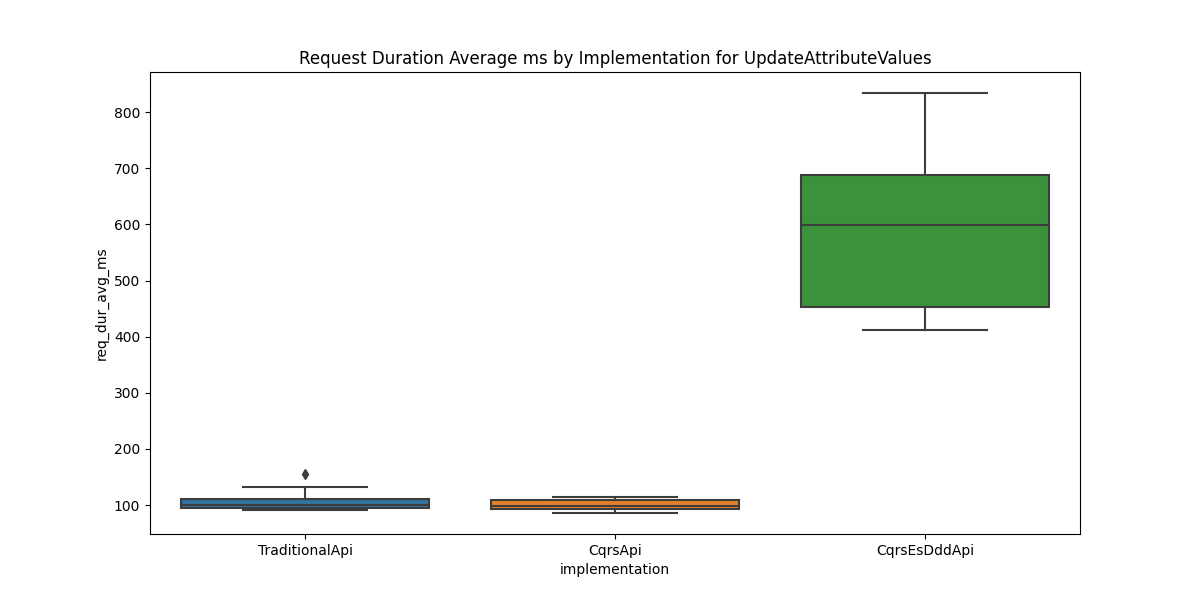 Request Duration Average ms by Implementation for UpdateAttributeValues
800
700
600
500
400
300
200
100
req_dur_avg_ms
TraditionalApi CqrsApi CqrsEsDddApi
implementation